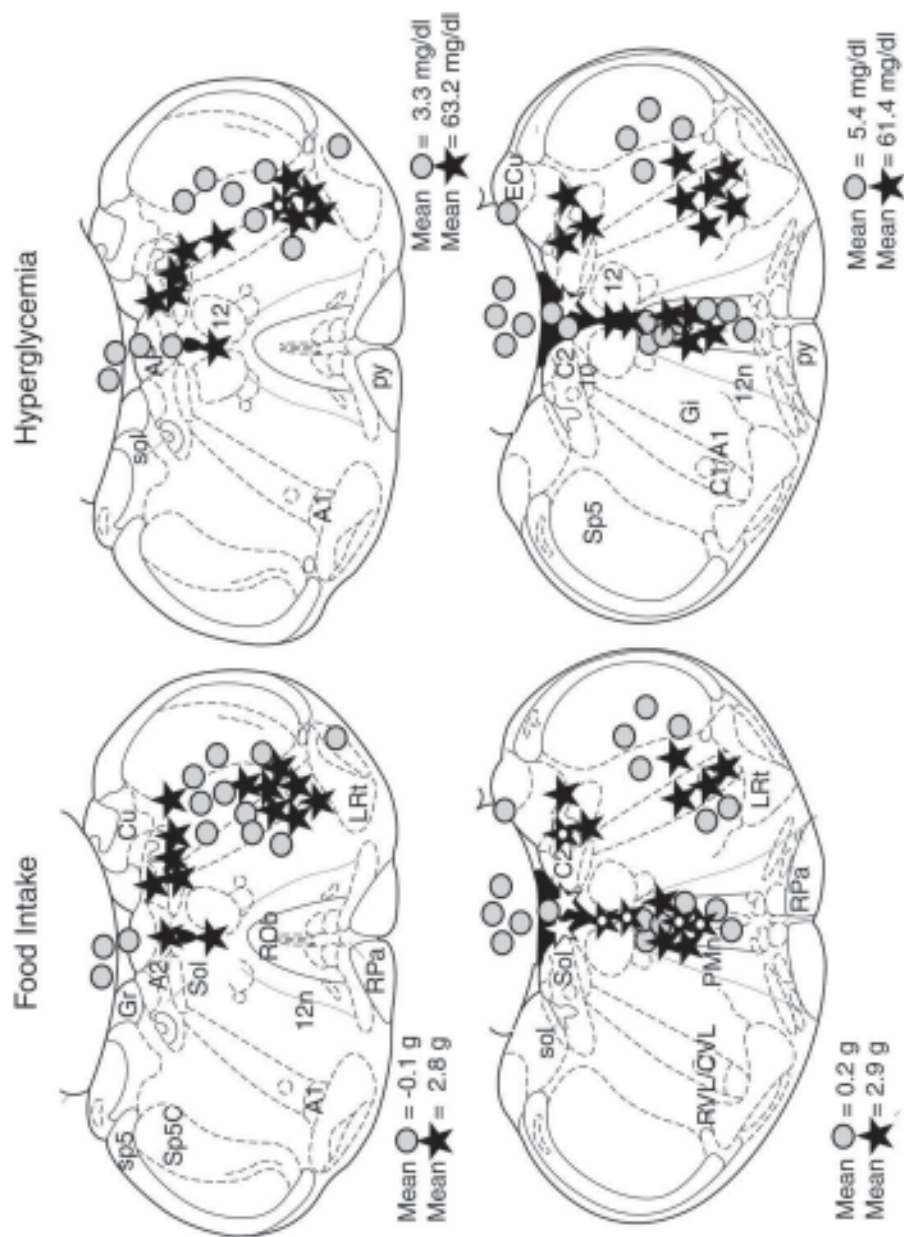 Food Intake
Hyperglycemia
sp5
Gr
Cu
Sp5C
A2
Sol
A1
12n
ROb
RPa
LRt
Mean = -0.1 g
Mean = 2.8 g
sol
12
A1
py
Mean = 3.3 mg/dl
Mean = 63.2 mg/dl
sol
Sol
C2
RVL/CVL
RPa
LRt
Mean = 0.2 g
Mean = 2.9 g
ECu
Sp5
C2
10
12
Gi
C1/A1
12n
py
Mean = 5.4 mg/dl
Mean = 61.4 mg/dl